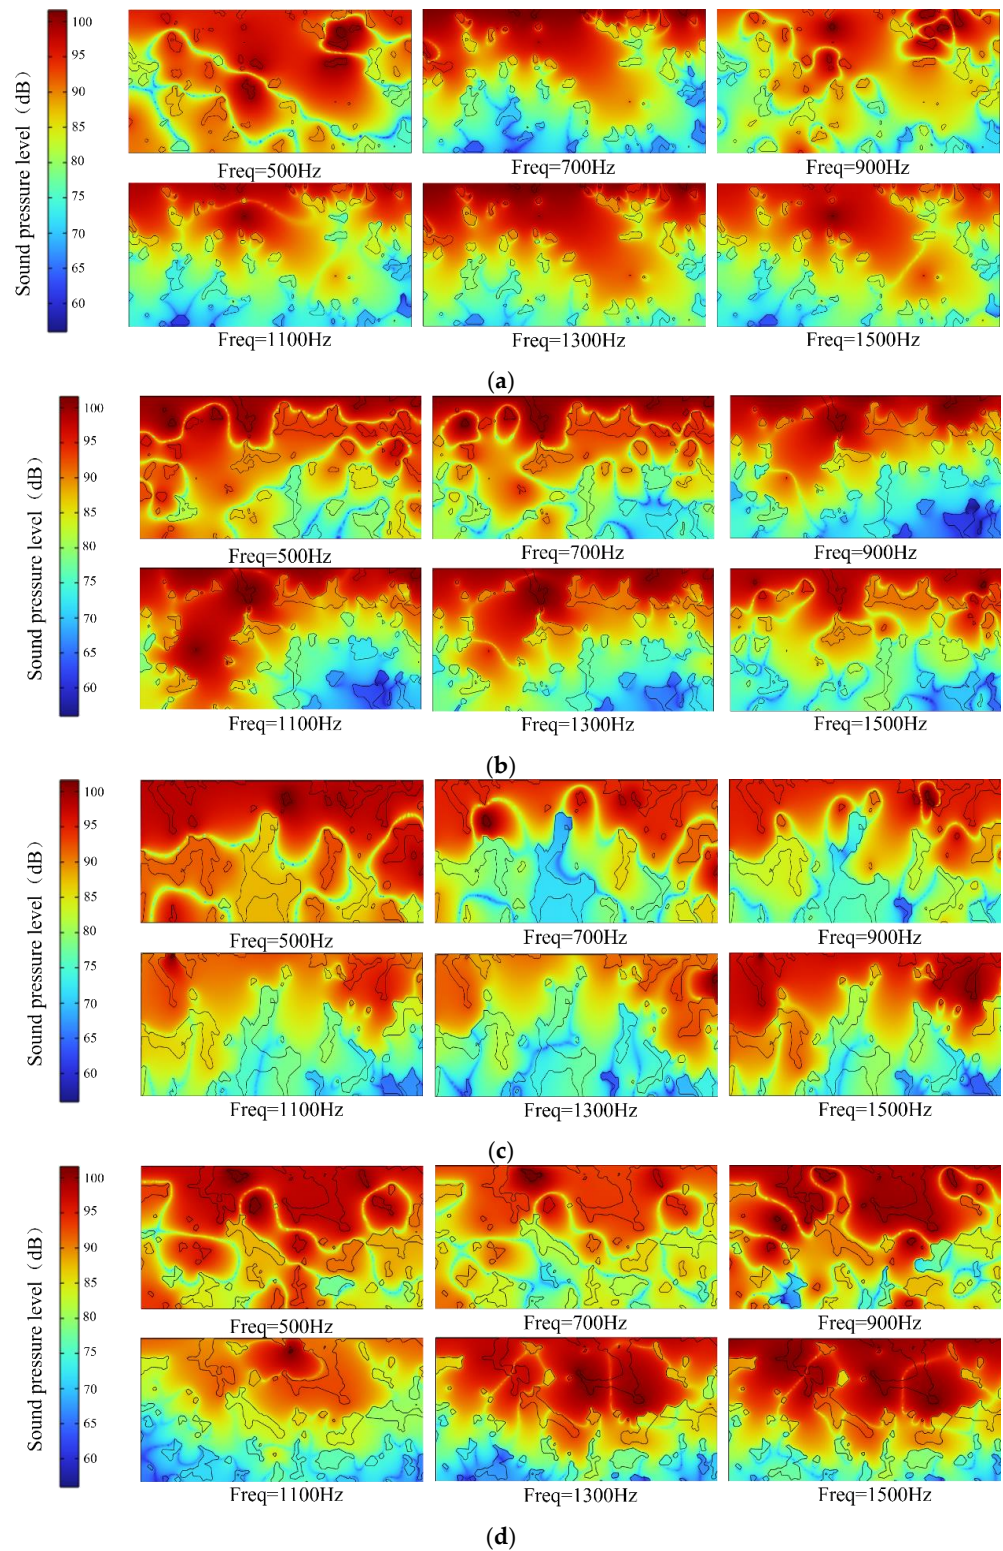 Sound pressure level（dB）
100
95
90
85
80
75
70
65
60
Freq=500Hz
Freq=700Hz
Freq=900Hz
Freq=1100Hz
Freq=1300Hz
Freq=1500Hz
(a)
Sound pressure level（dB）
100
95
90
85
80
75
70
65
60
Freq=500Hz
Freq=700Hz
Freq=900Hz
Freq=1100Hz
Freq=1300Hz
Freq=1500Hz
(b)
Sound pressure level（dB）
100
95
90
85
80
75
70
65
60
Freq=500Hz
Freq=700Hz
Freq=900Hz
Freq=1100Hz
Freq=1300Hz
Freq=1500Hz
(c)
Sound pressure level（dB）
100
95
90
85
80
75
70
65
60
Freq=500Hz
Freq=700Hz
Freq=900Hz
Freq=1100Hz
Freq=1300Hz
Freq=1500Hz
(d)